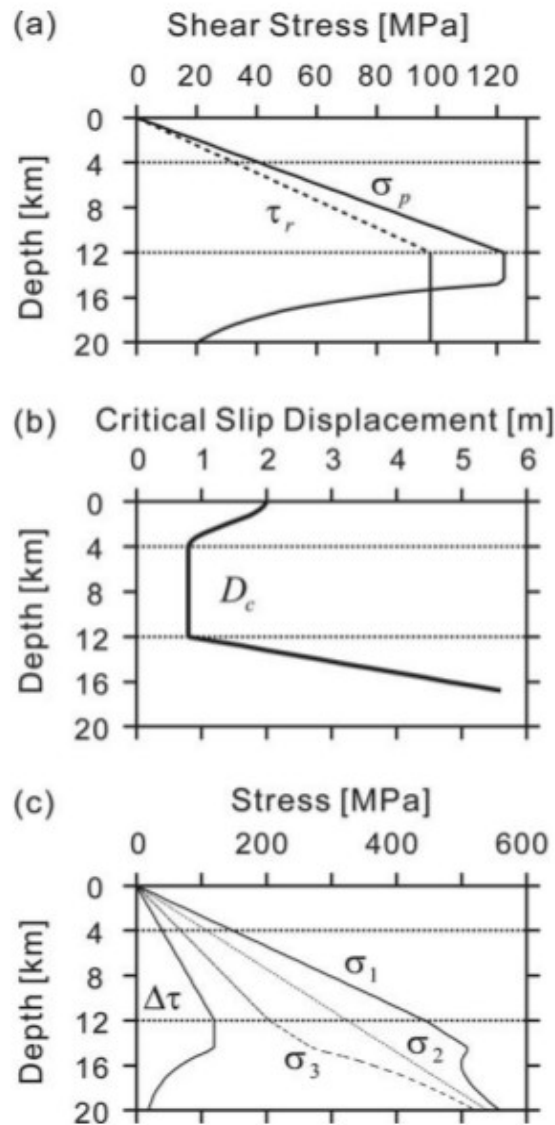 (a) Shear Stress [MPa]
0 20 40 60 80 100 120
Depth [km]
0
4
8
12
16
20
σp
τr
(b) Critical Slip Displacement [m]
0 1 2 3 4 5 6
Depth [km]
0
4
8
12
16
20
Dc
(c) Stress [MPa]
0 200 400 600
Depth [km]
0
4
8
12
16
20
σ1
Δτ
σ2
σ3